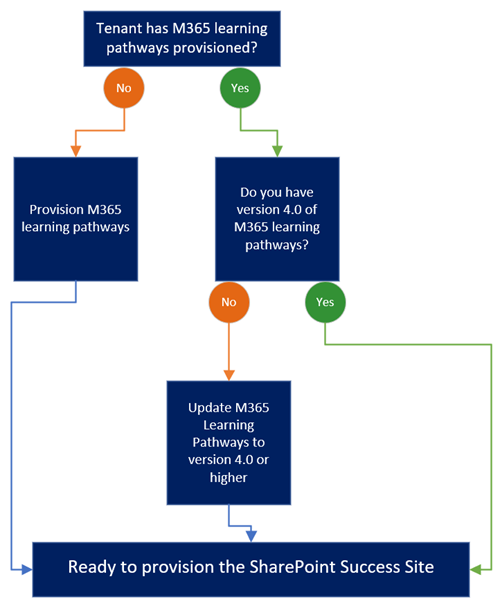 Tenant has M365 learning
pathways provisioned?
No
Yes
Provision M365
learning pathways
Do you have
version 4.0 of
M365 learning
pathways?
No
Yes
Update M365
Learning
Pathways to
version 4.0 or
higher
Ready to provision the SharePoint Success Site